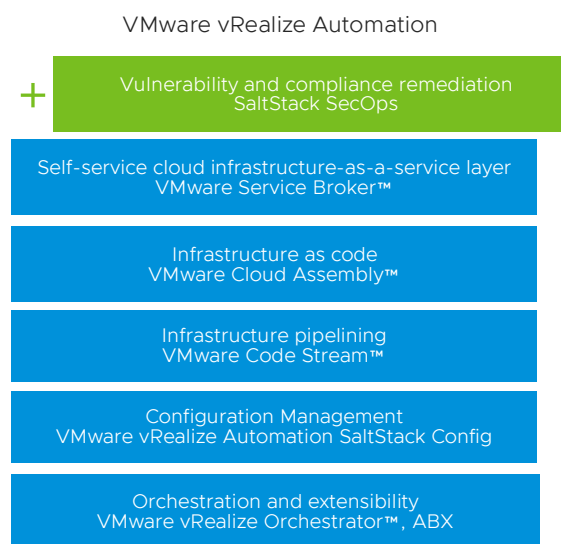 VMware vRealize Automation
+
Vulnerability and compliance remediation
SaltStack SecOps
Self-service cloud infrastructure-as-a-service layer
VMware Service Broker™
Infrastructure as code
VMware Cloud Assembly™
Infrastructure pipelining
VMware Code Stream™
Configuration Management
VMware vRealize Automation SaltStack Config
Orchestration and extensibility
VMware vRealize Orchestrator™, ABX